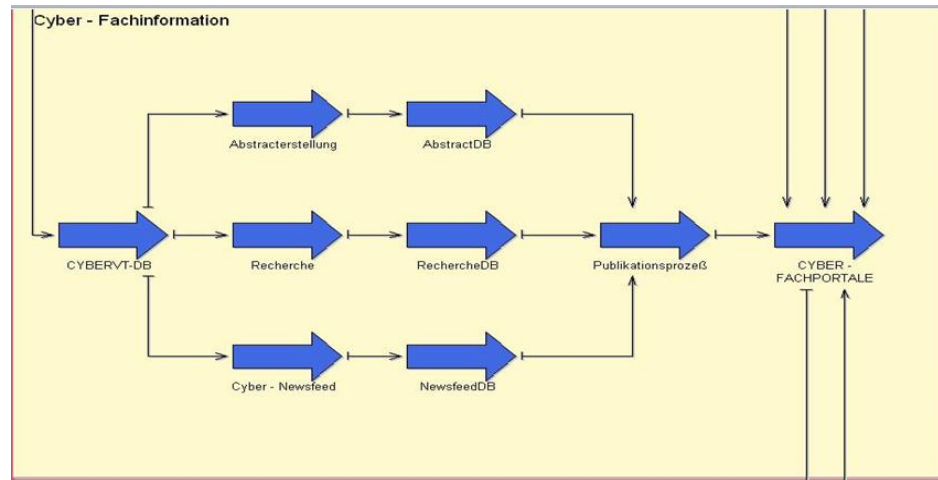 Cyber - Fachinformation
Abstracterstellung
AbstractDB
CYBERVT-DB
Recherche
RechercheDB
Publikationsprozeß
CYBER -
FACHPORTALE
Cyber - Newsfeed
NewsfeedDB